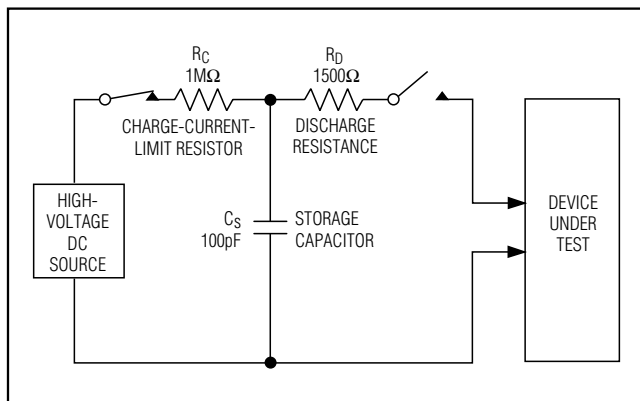 R_C
1MΩ
R_D
1500Ω
CHARGE-CURRENT-
LIMIT RESISTOR
DISCHARGE
RESISTANCE
HIGH-
VOLTAGE
DC
SOURCE
C_S
100pF
STORAGE
CAPACITOR
DEVICE
UNDER
TEST